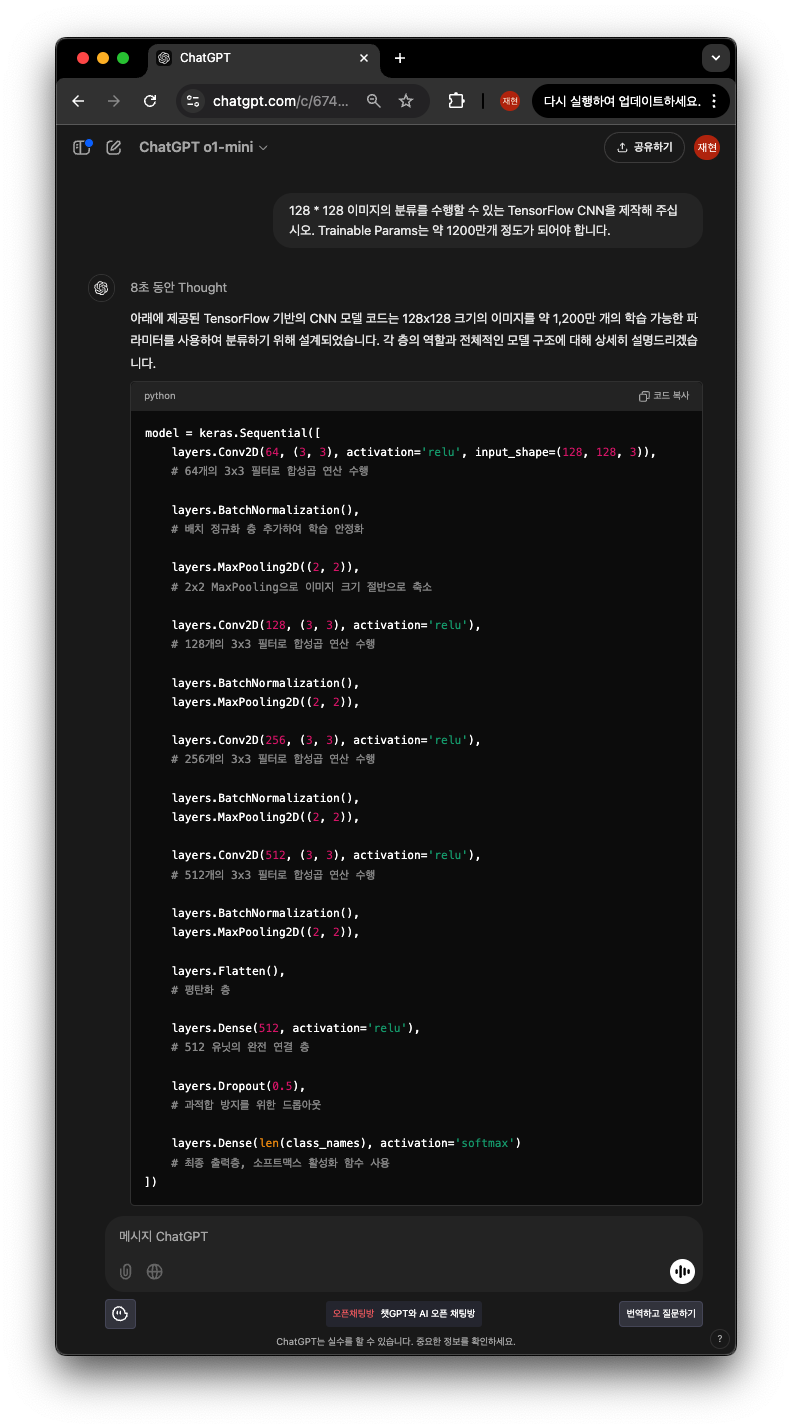 ChatGPT
chatgpt.com/c/674...
재현
다시 실행하여 업데이트하세요.
ChatGPT o1-mini
공유하기
재현
128 * 128 이미지의 분류를 수행할 수 있는 TensorFlow CNN을 제작해 주십
시오. Trainable Params는 약 1200만개 정도가 되어야 합니다.
8초 동안 Thought
아래에 제공된 TensorFlow 기반의 CNN 모델 코드는 128x128 크기의 이미지를 약 1,200만 개의 학습 가능한 파
라미터를 사용하여 분류하기 위해 설계되었습니다. 각 층의 역할과 전체적인 모델 구조에 대해 상세히 설명드리겠습
니다.
python
코드 복사
model = keras.Sequential([
layers.Conv2D(64, (3, 3), activation='relu', input_shape=(128, 128, 3)),
# 64개의 3x3 필터로 합성곱 연산 수행
layers.BatchNormalization(),
# 배치 정규화 층 추가하여 학습 안정화
layers.MaxPooling2D((2, 2)),
# 2x2 MaxPooling으로 이미지 크기 절반으로 축소
layers.Conv2D(128, (3, 3), activation='relu'),
# 128개의 3x3 필터로 합성곱 연산 수행
layers.BatchNormalization(),
layers.MaxPooling2D((2, 2)),
layers.Conv2D(256, (3, 3), activation='relu'),
# 256개의 3x3 필터로 합성곱 연산 수행
layers.BatchNormalization(),
layers.MaxPooling2D((2, 2)),
layers.Conv2D(512, (3, 3), activation='relu'),
# 512개의 3x3 필터로 합성곱 연산 수행
layers.BatchNormalization(),
layers.MaxPooling2D((2, 2)),
layers.Flatten(),
# 평탄화 층
layers.Dense(512, activation='relu'),
# 512 유닛의 완전 연결 층
layers.Dropout(0.5),
# 과적합 방지를 위한 드롭아웃
layers.Dense(len(class_names), activation='softmax')
# 최종 출력층, 소프트맥스 활성화 함수 사용
])
메시지 ChatGPT
오픈채팅방 챗GPT와 AI 오픈 채팅방
번역하고 질문하기
ChatGPT는 실수를 할 수 있습니다. 중요한 정보를 확인하세요.
?